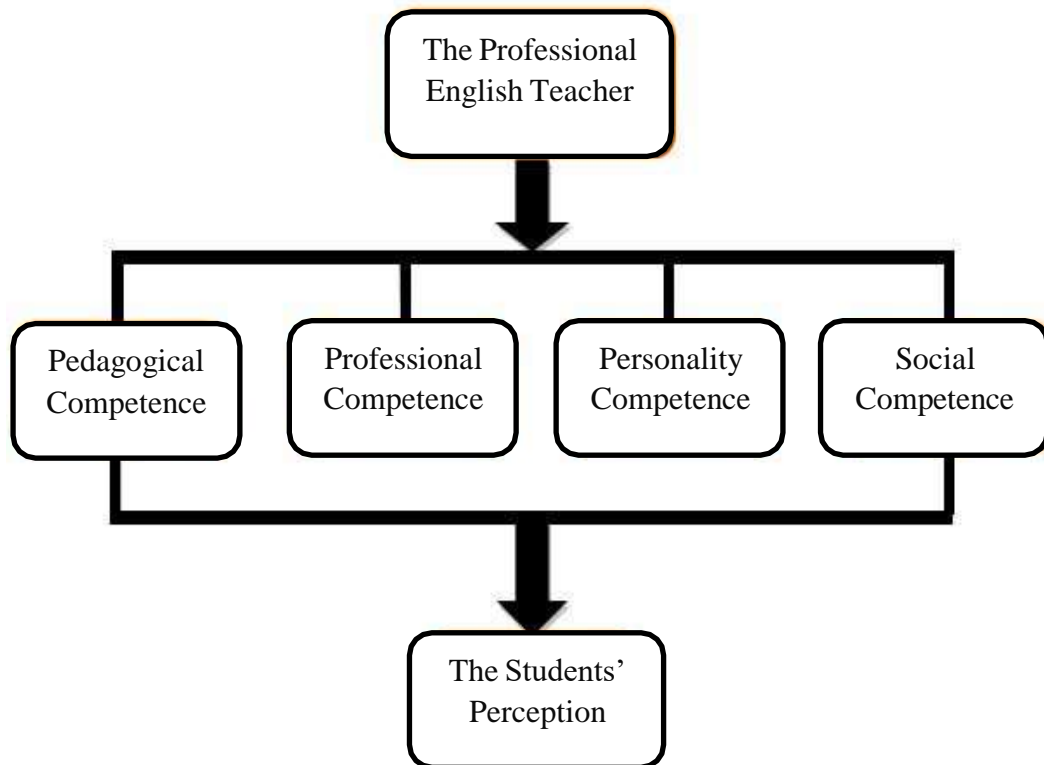 The Professional
English Teacher
Pedagogical
Competence
Professional
Competence
Personality
Competence
Social
Competence
The Students’
Perception